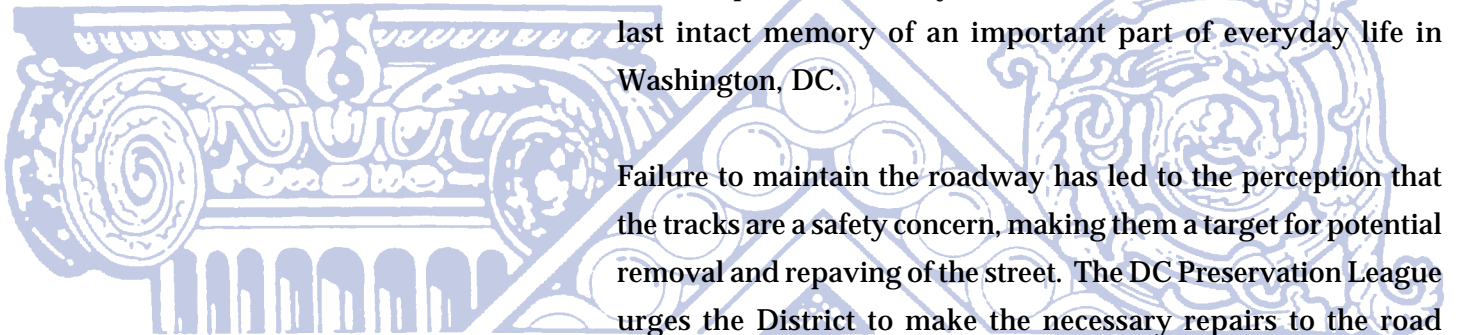 last intact memory of an important part of everyday life in
Washington, DC.
Failure to maintain the roadway has led to the perception that
the tracks are a safety concern, making them a target for potential
removal and repaving of the street. The DC Preservation League
urges the District to make the necessary repairs to the road